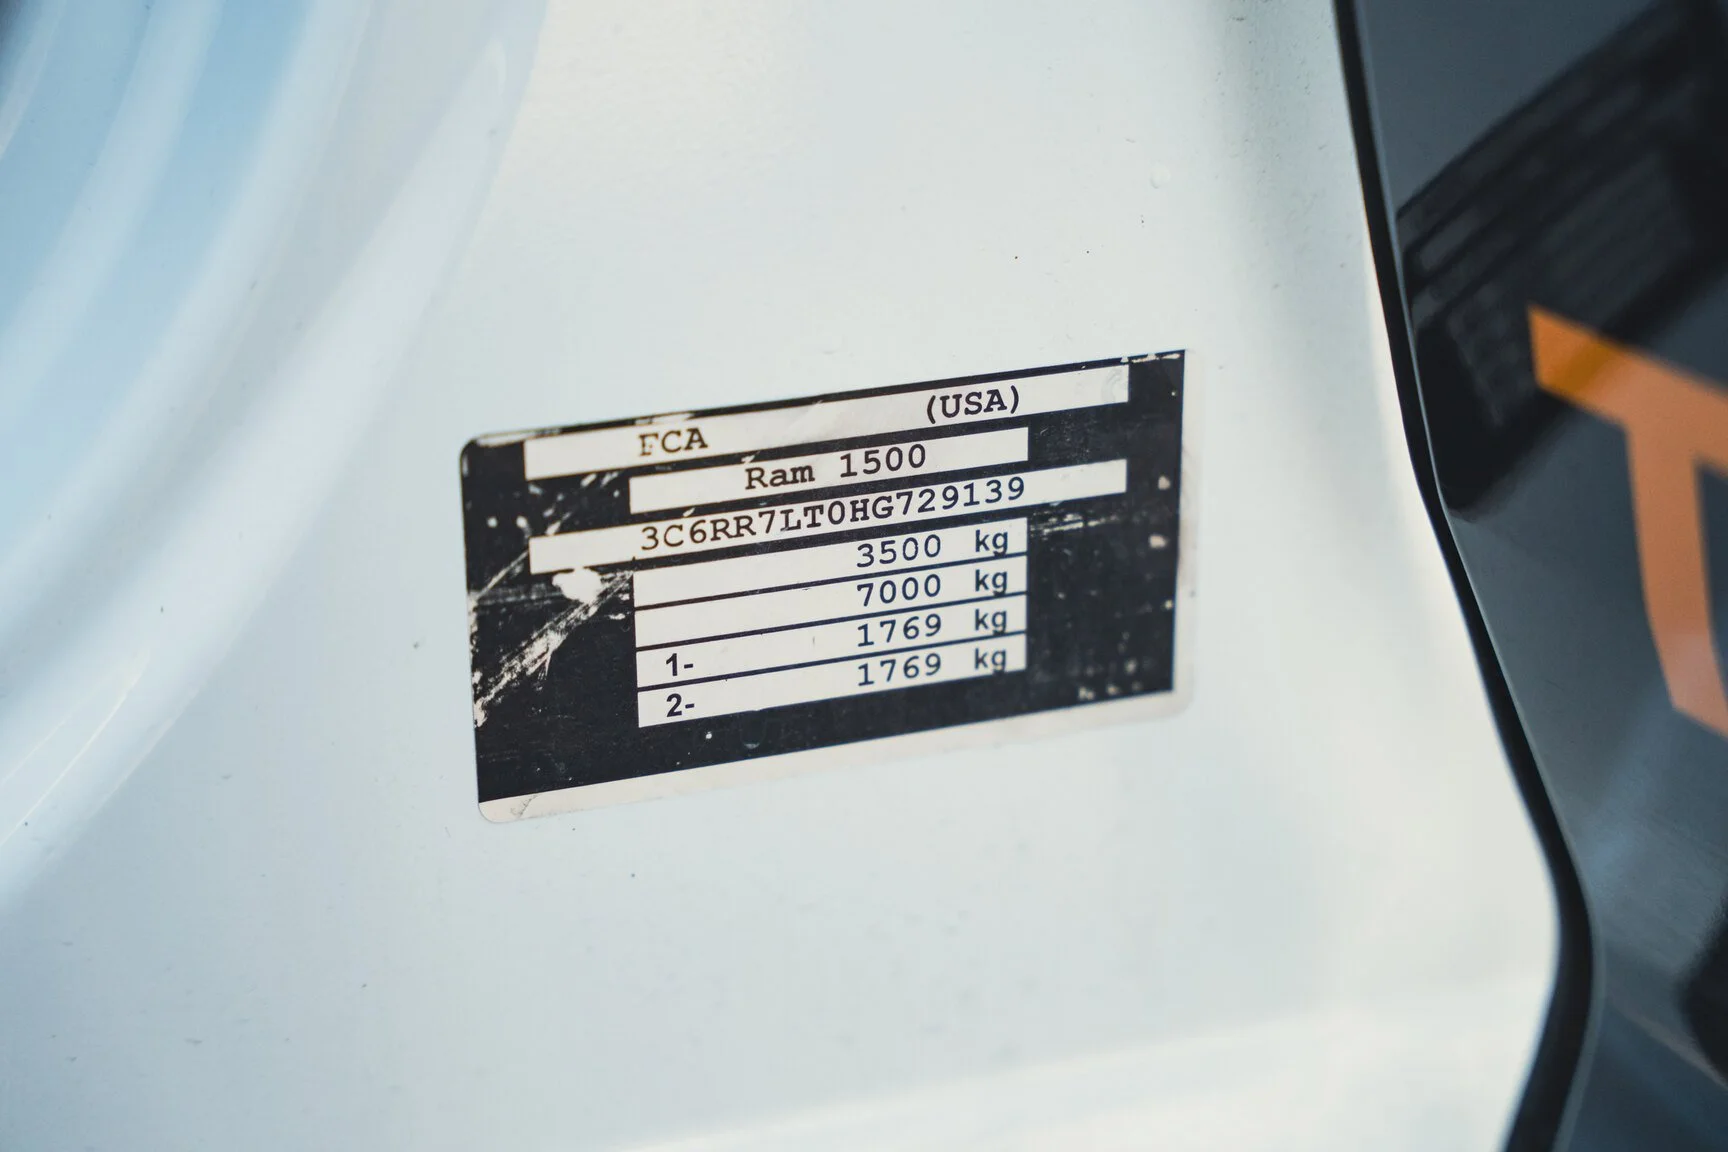 FCA (USA)
Ram 1500
3C6RR7LT0HG729139
3500 kg
7000 kg
1- 1769 kg
2- 1769 kg